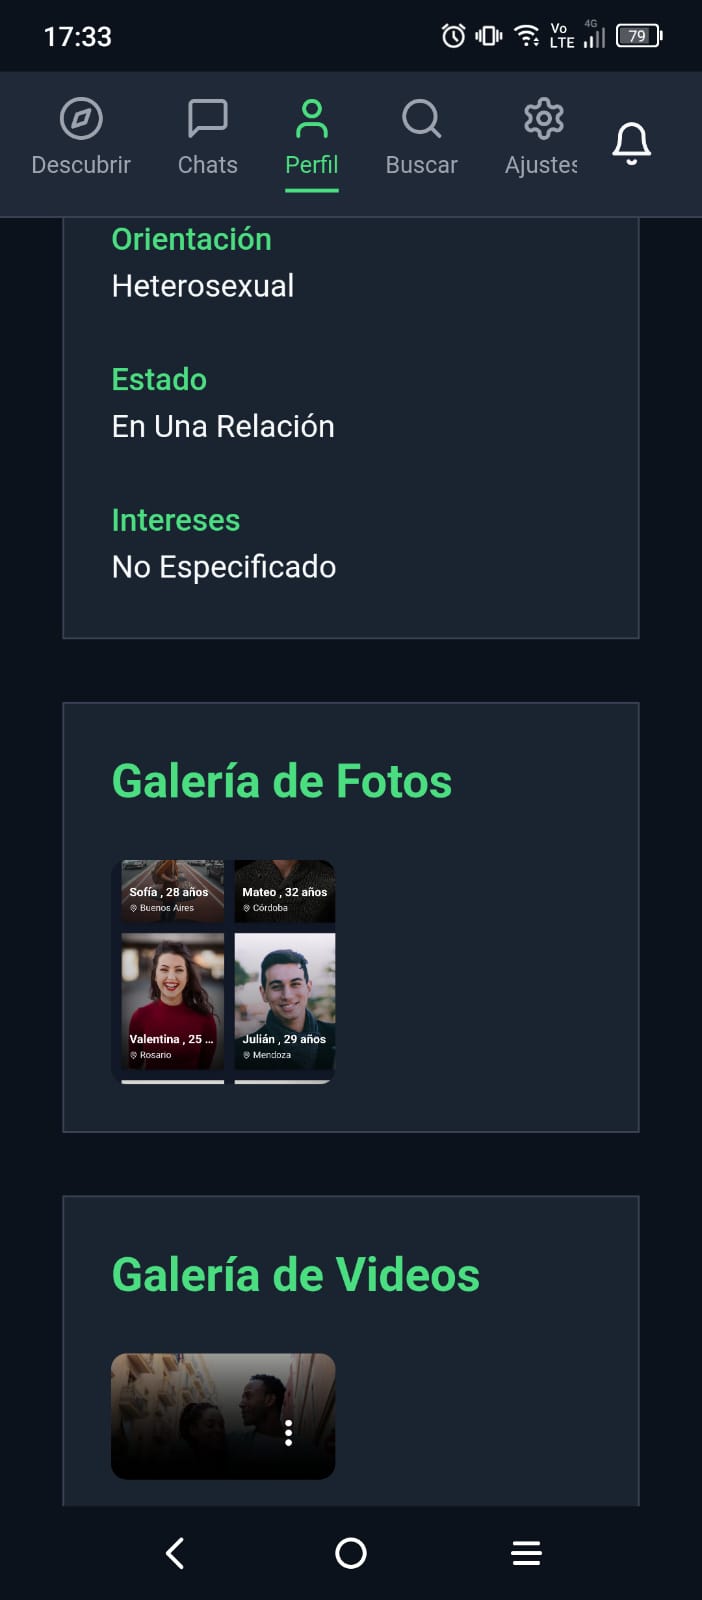 17:33
Vo LTE 4G 79
Descubrir Chats Perfil Buscar Ajustes
Orientación
Heterosexual
Estado
En Una Relación
Intereses
No Especificado
Galería de Fotos
Sofía , 28 años Mateo , 32 años
Buenos Aires Córdoba
Valentina , 25 ... Julián , 29 años
Rosario Mendoza
Galería de Videos